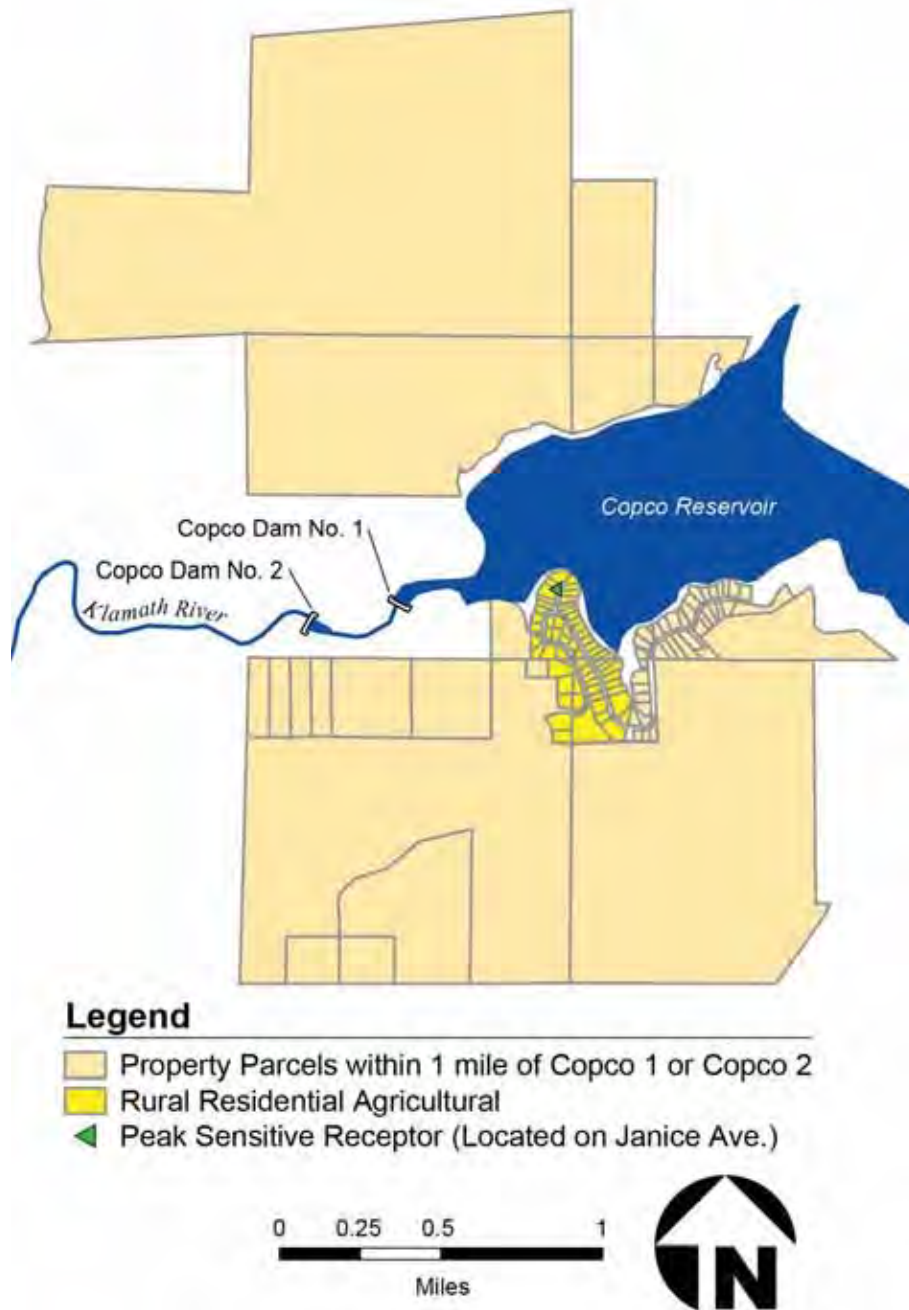 Copco Reservoir
Copco Dam No. 1
Copco Dam No. 2
Klamath River
Legend
Property Parcels within 1 mile of Copco 1 or Copco 2
Rural Residential Agricultural
Peak Sensitive Receptor (Located on Janice Ave.)
0 0.25 0.5 1
Miles
N